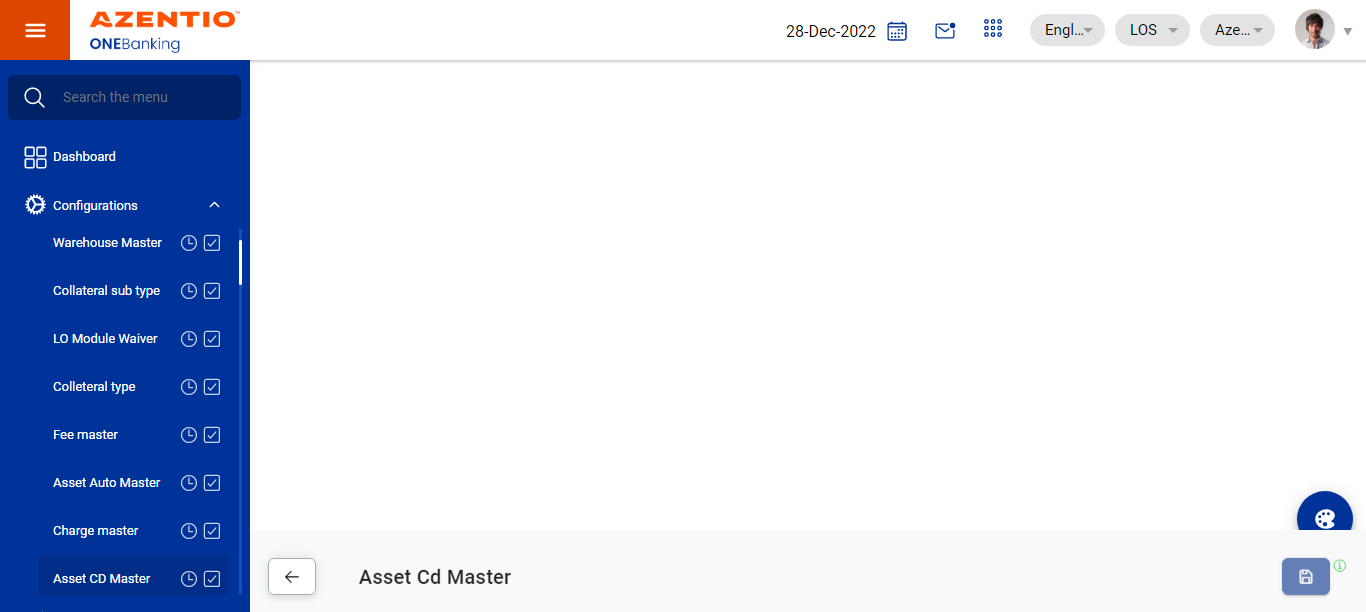 AZENTIO™
ONEBanking
28-Dec-2022
Engl...
LOS
Aze...
Search the menu
Dashboard
Configurations
Warehouse Master
Collateral sub type
LO Module Waiver
Colleteral type
Fee master
Asset Auto Master
Charge master
Asset CD Master
Asset Cd Master